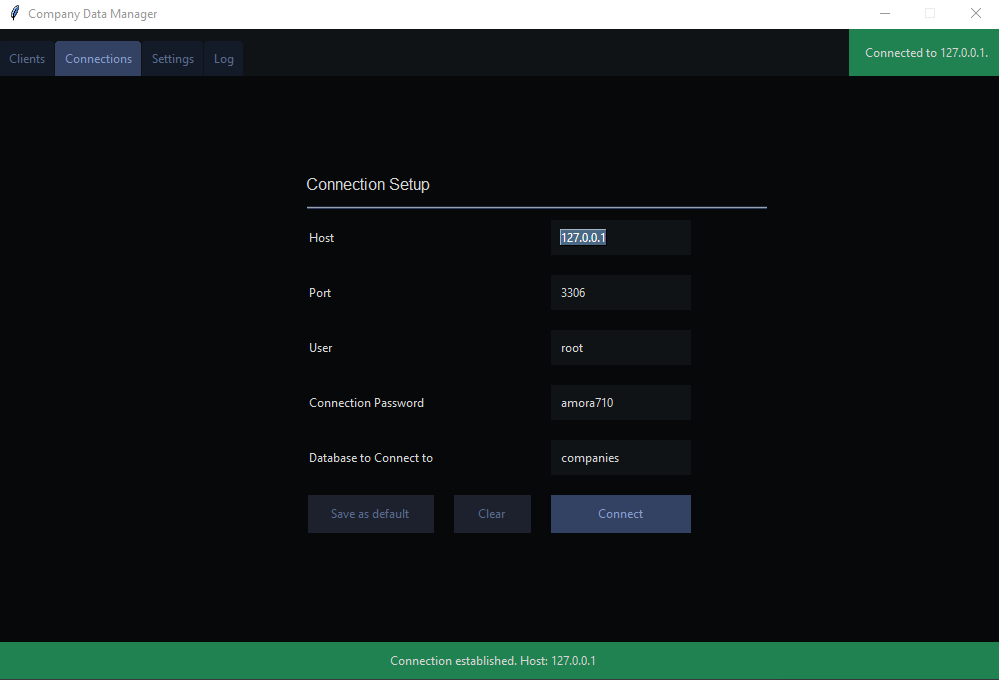 Company Data Manager
Clients Connections Settings Log Connected to 127.0.0.1.
Connection Setup
Host 127.0.0.1
Port 3306
User root
Connection Password amora710
Database to Connect to companies
Save as default Clear Connect
Connection established. Host: 127.0.0.1